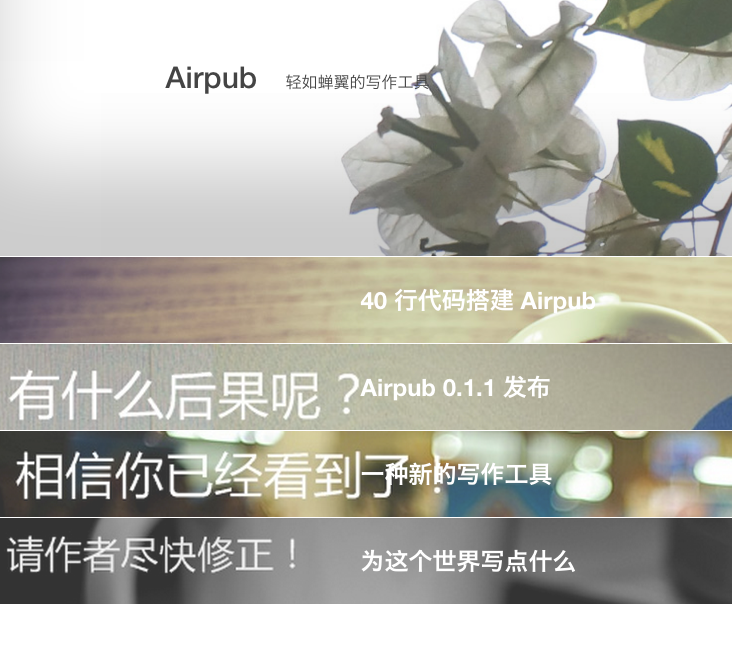 Airpub 轻如蝉翼的写作工具
40 行代码搭建 Airpub
有什么后果呢？
Airpub 0.1.1 发布
相信你已经看到了！
一种新的写作工具
请作者尽快修正！
为这个世界写点什么